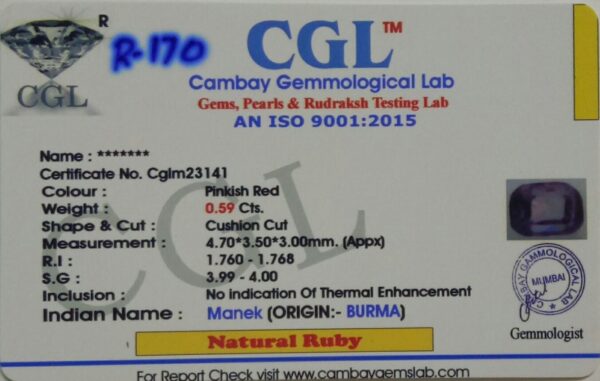 R
R-170
CGL™
CGL
Cambay Gemmological Lab
Gems, Pearls & Rudraksh Testing Lab
AN ISO 9001:2015
Name : *******
Certificate No. Cglm23141
Colour : Pinkish Red
Weight : 0.59 Cts.
Shape & Cut : Cushion Cut
Measurement : 4.70*3.50*3.00mm. (Appx)
R.I : 1.760 - 1.768
S.G : 3.99 - 4.00
Inclusion : No indication Of Thermal Enhancement
Indian Name : Manek (ORIGIN:- BURMA)
CGL
CAMBAY GEMMOLOGICAL LAB
MUMBAI
Gemmologist
Natural Ruby
For Report Check visit www.cambaygemslab.com